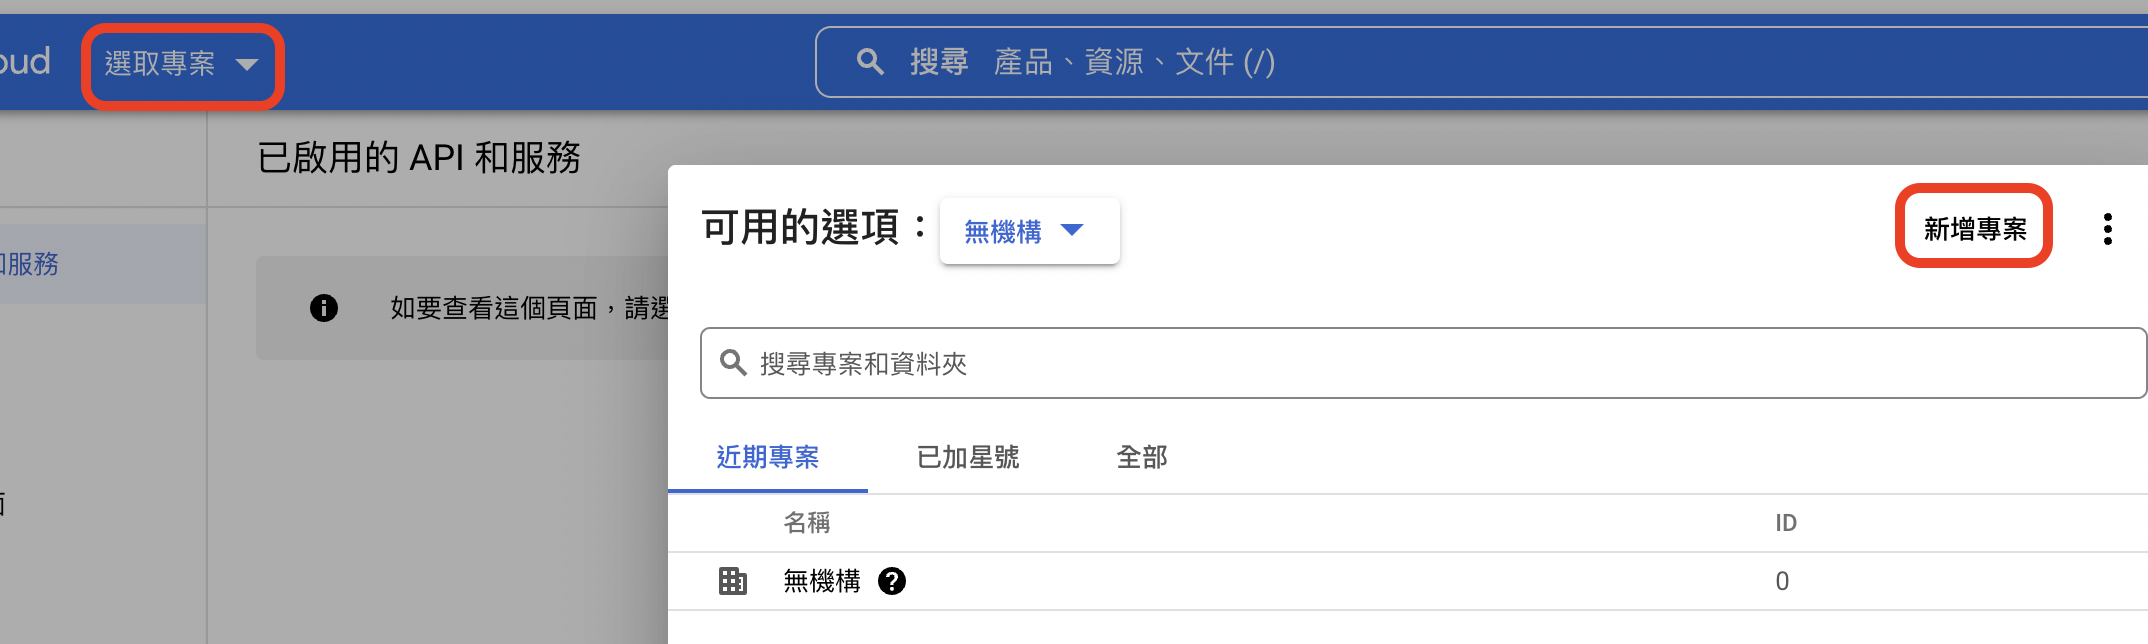 oud 選取專案 搜尋 產品、資源、文件 (/)
已啟用的 API 和服務
可用的選項： 無機構 新增專案
和服務
如要查看這個頁面，請選
搜尋專案和資料夾
近期專案 已加星號 全部
名稱 ID
無機構 0